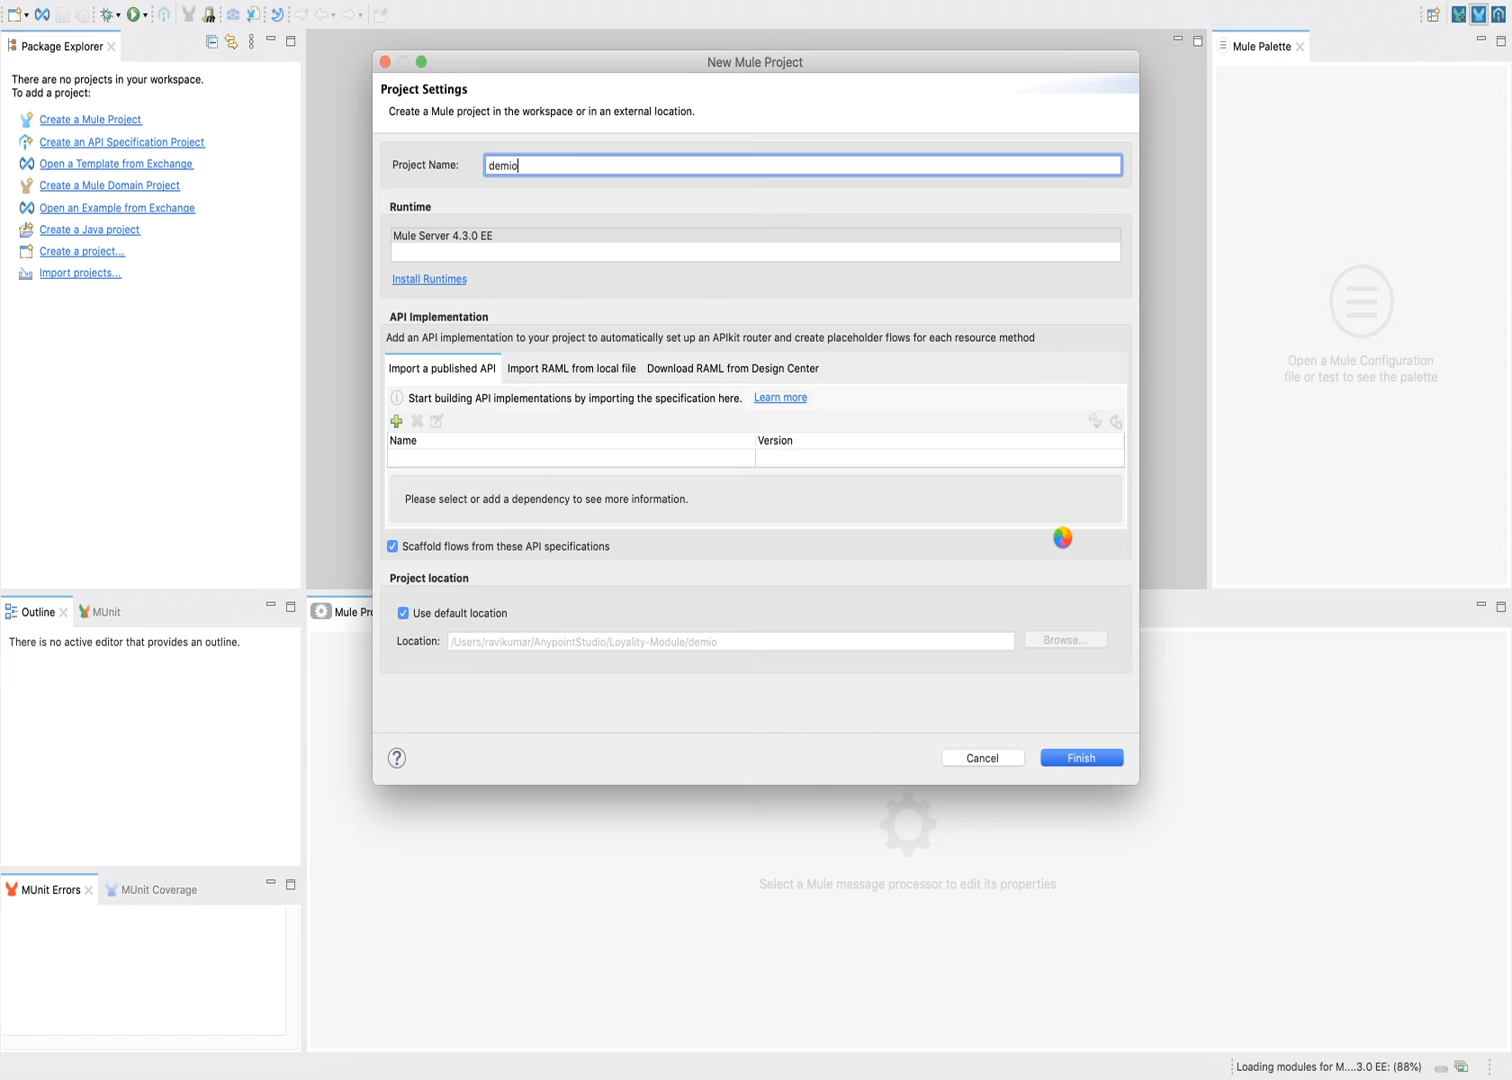 Package Explorer
Mule Palette
New Mule Project
There are no projects in your workspace.
To add a project:
Create a Mule Project
Create an API Specification Project
Open a Template from Exchange
Create a Mule Domain Project
Open an Example from Exchange
Create a Java project
Create a project...
Import projects...
Project Settings
Create a Mule project in the workspace or in an external location.
Project Name:
demio
Runtime
Mule Server 4.3.0 EE
Install Runtimes
API Implementation
Add an API implementation to your project to automatically set up an APIkit router and create placeholder flows for each resource method
Import a published API
Import RAML from local file
Download RAML from Design Center
Start building API implementations by importing the specification here. Learn more
Name
Version
Please select or add a dependency to see more information.
Scaffold flows from these API specifications
Project location
Use default location
Location:
/Users/ravikumar/AnypointStudio/Loyality-Module/demio
Browse...
?
Cancel
Finish
Open a Mule Configuration
file or test to see the palette
Outline
MUnit
There is no active editor that provides an outline.
Mule Pr
Select a Mule message processor to edit its properties
MUnit Errors
MUnit Coverage
Loading modules for M....3.0 EE: (88%)